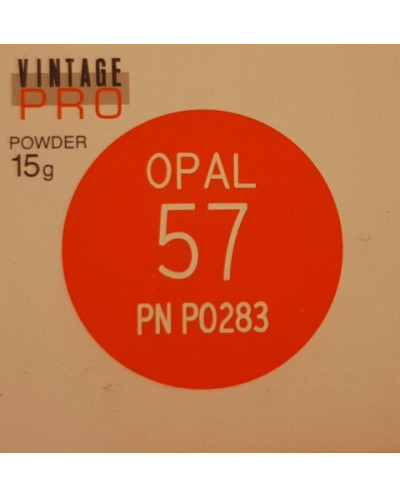 VINTAGE
PRO
POWDER
15g
OPAL
57
PN P0283